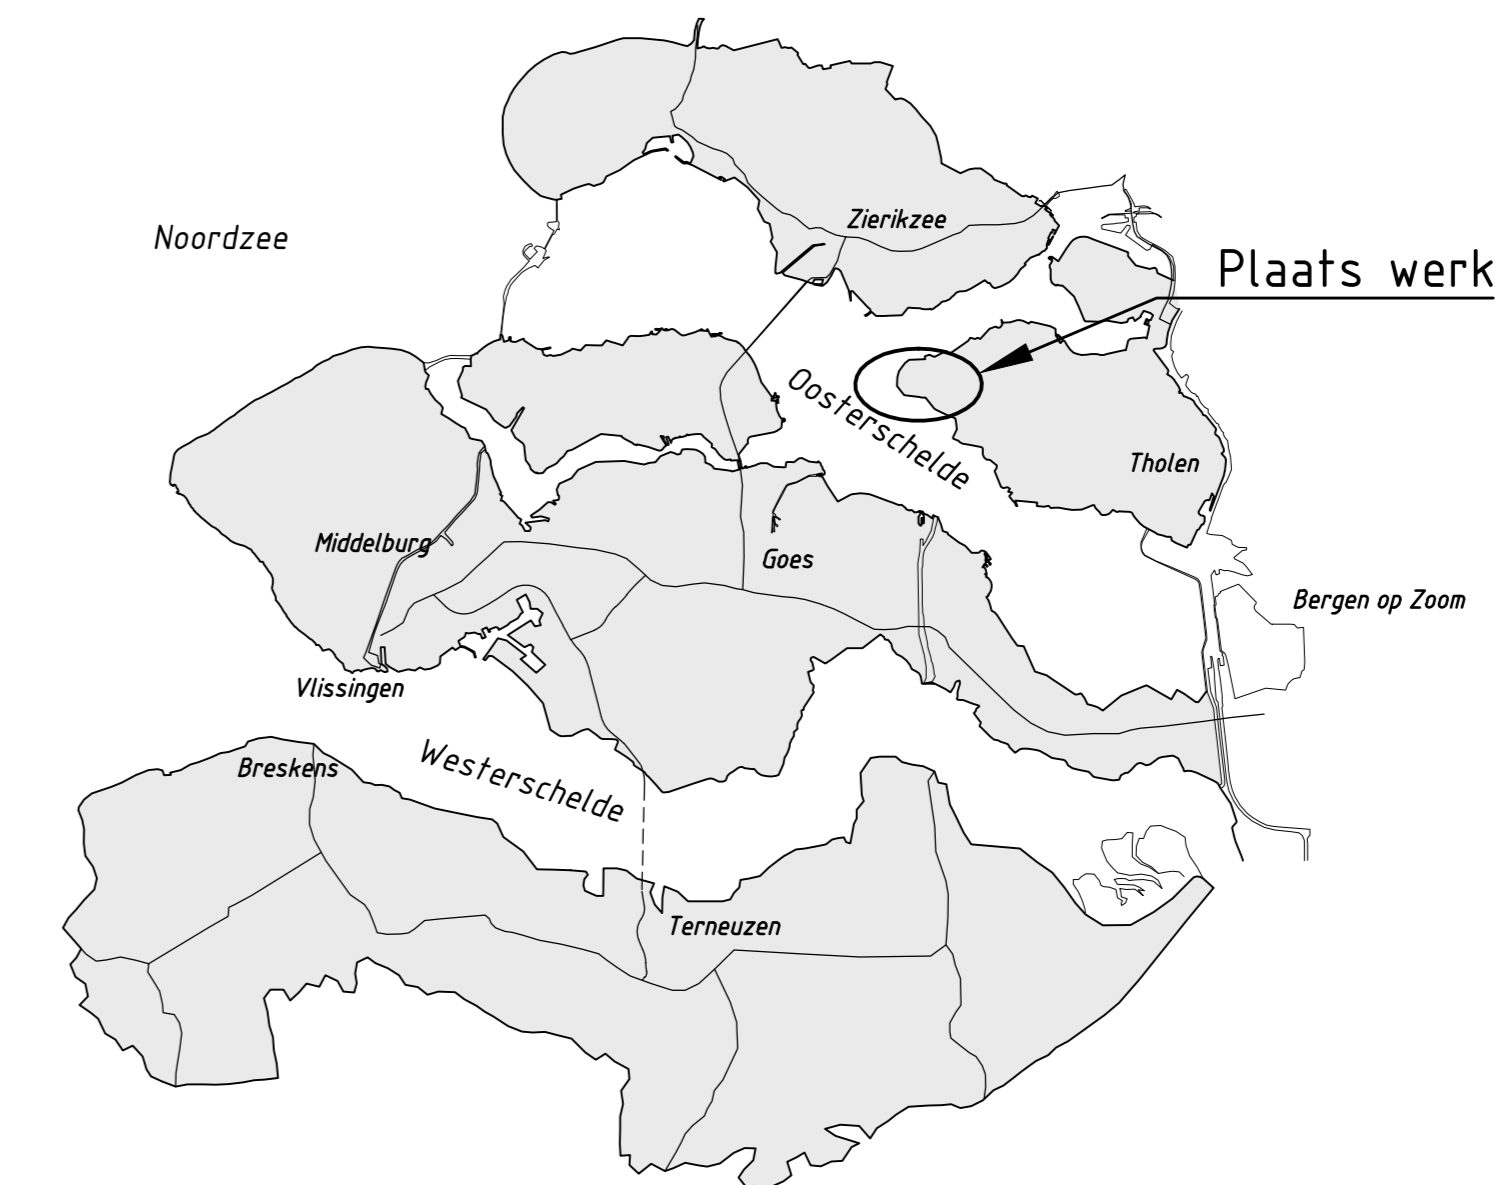 Zierikzee
Noordzee
Plaats werk
Oosterschelde
Tholen
Middelburg
Goes
Bergen op Zoom
Vlissingen
Westerschelde
Breskens
Terneuzen